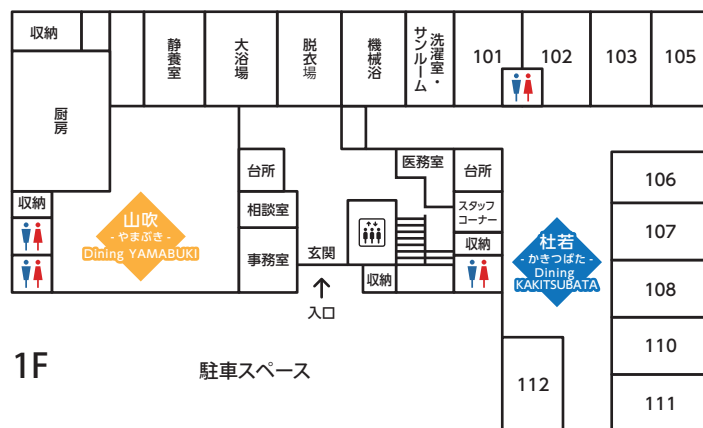 収納
静養室
大浴場
脱衣場
機械浴
洗濯室・
サンルーム
101
102
103
105
厨房
収納
山吹
- やまぶき -
Dining YAMABUKI
台所
相談室
事務室
玄関
入口
収納
医務室
台所
スタッフ
コーナー
収納
杜若
- かきつばた -
Dining
KAKITSUBATA
106
107
108
110
111
112
1F
駐車スペース